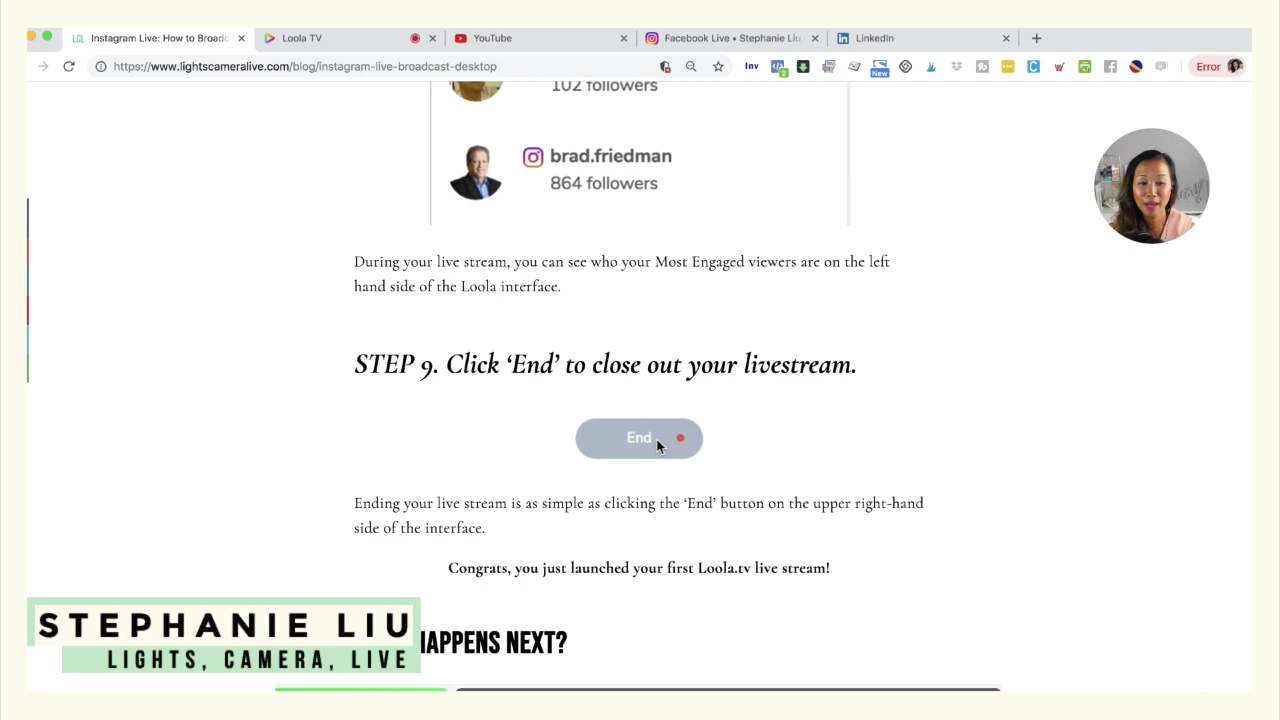 Instagram Live: How to Broadc
Loola TV
YouTube
Facebook Live • Stephanie Liu
LinkedIn
https://www.lightscameralive.com/blog/instagram-live-broadcast-desktop
Inv
2
New
Error
102 followers
brad.friedman
864 followers
During your live stream, you can see who your Most Engaged viewers are on the left
hand side of the Loola interface.
STEP 9. Click ‘End’ to close out your livestream.
End
Ending your live stream is as simple as clicking the ‘End’ button on the upper right-hand
side of the interface.
Congrats, you just launched your first Loola.tv live stream!
HAPPENS NEXT?
STEPHANIE LIU
LIGHTS, CAMERA, LIVE